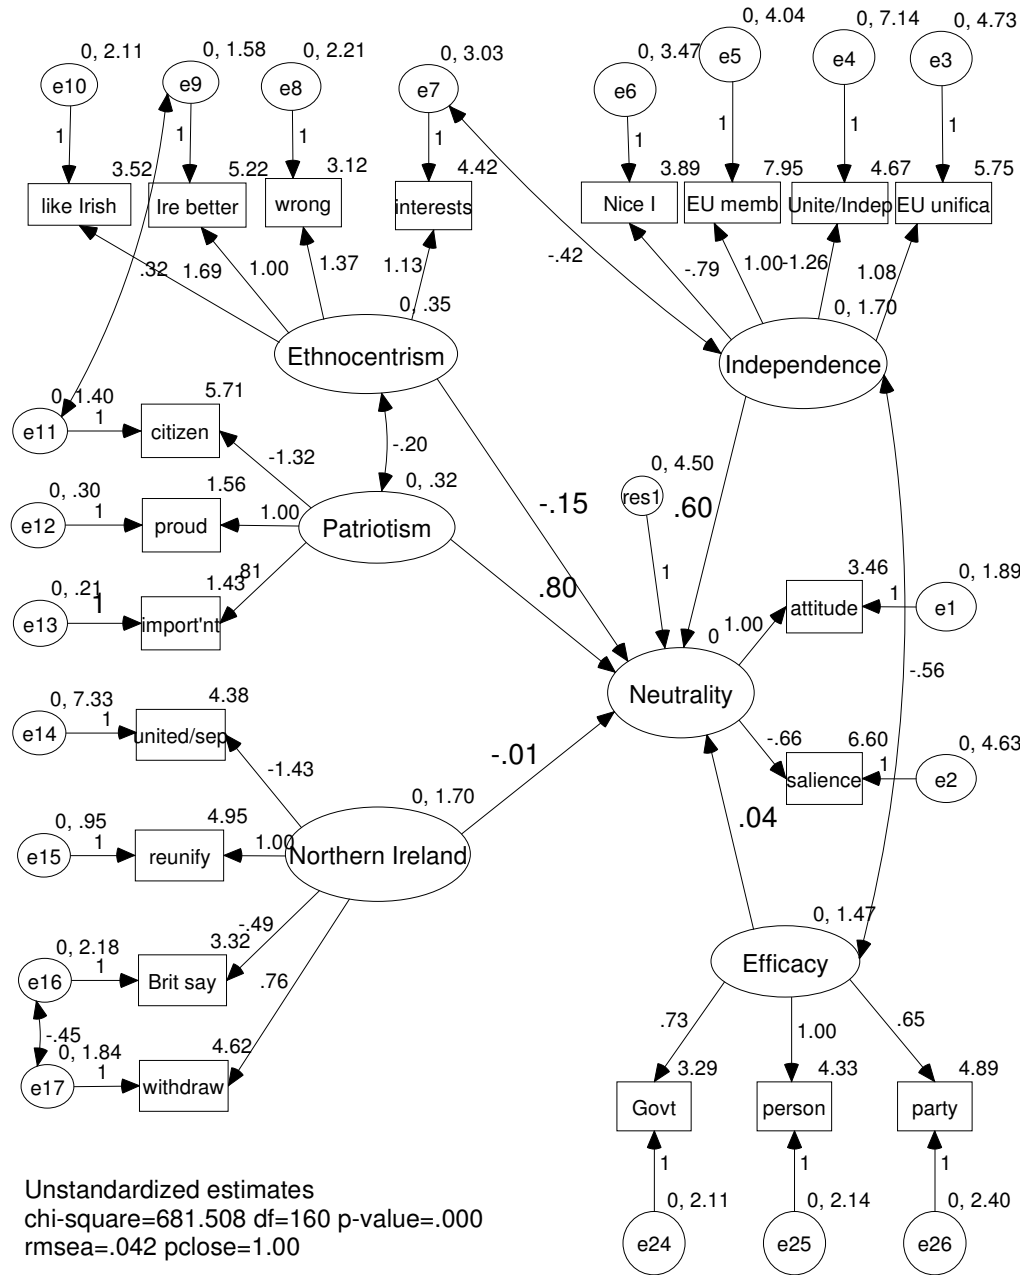 0, 2.11
0, 1.58
0, 2.21
0, 3.03
0, 3.47
0, 4.04
0, 7.14
0, 4.73
e10
e9
e8
e7
e6
e5
e4
e3
1
1
1
1
1
1
1
1
3.52
5.22
3.12
4.42
3.89
7.95
4.67
5.75
like Irish
Ire better
wrong
interests
Nice I
EU memb
Unite/Indep
EU unifica
.32
1.69
1.00
1.37
1.13
-.42
-.79
1.00
-1.26
1.08
0, .35
0, 1.70
Ethnocentrism
Independence
0, 1.40
5.71
e11
1
citizen
-1.32
-.20
0, .32
0, .30
1.56
e12
1
proud
1.00
Patriotism
-.15
0, 4.50
res1
.60
1
0, .21
1.43
.81
e13
1
import'nt
.80
3.46
0, 1.89
attitude
1
e1
0
1.00
Neutrality
-.56
-.66
6.60
0, 4.63
salience
1
e2
0, 7.33
4.38
e14
1
united/sep
-1.43
-.01
0, 1.70
.04
0, .95
4.95
e15
1
reunify
1.00
Northern Ireland
0, 2.18
3.32
-.49
e16
1
Brit say
.76
-.45
0, 1.84
4.62
e17
1
withdraw
0, 1.47
Efficacy
.73
1.00
.65
3.29
4.33
4.89
Govt
person
party
1
1
1
0, 2.11
0, 2.14
0, 2.40
e24
e25
e26
Unstandardized estimates
chi-square=681.508 df=160 p-value=.000
rmsea=.042 pclose=1.00